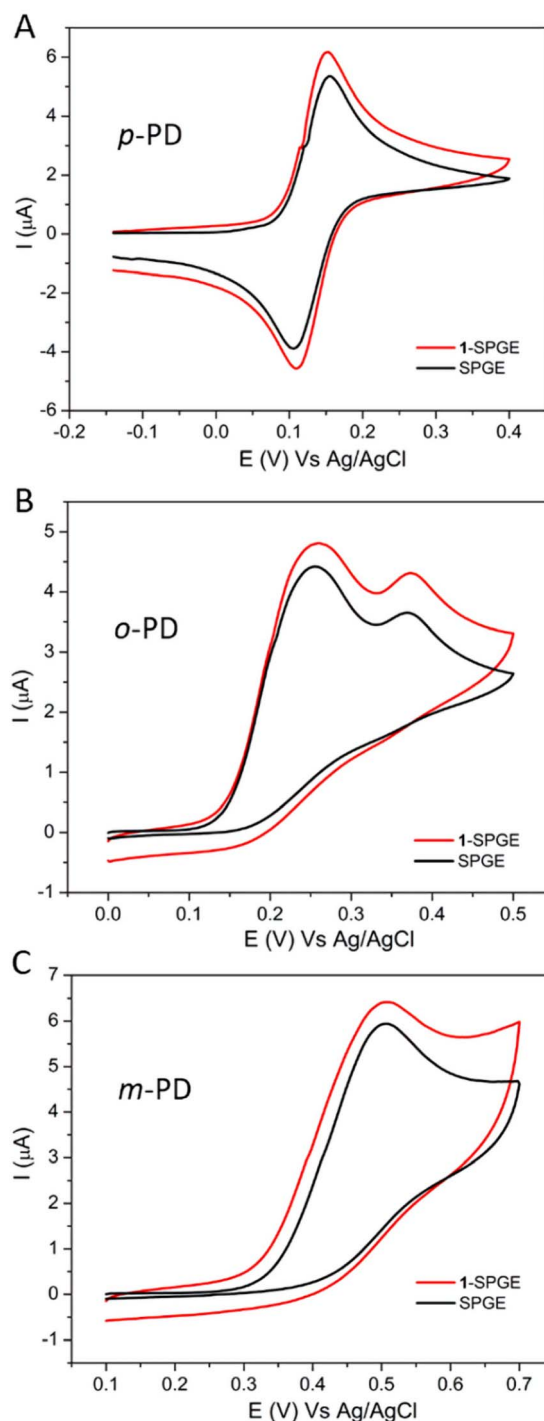 A
6
4
2
0
-2
-4
-6
I (μA)
p-PD
1-SPGE
SPGE
-0.2 -0.1 0.0 0.1 0.2 0.3 0.4
E (V) Vs Ag/AgCl
B
5
4
3
2
1
0
-1
I (μA)
o-PD
1-SPGE
SPGE
0.0 0.1 0.2 0.3 0.4 0.5
E (V) Vs Ag/AgCl
C
7
6
5
4
3
2
1
0
-1
I (μA)
m-PD
1-SPGE
SPGE
0.1 0.2 0.3 0.4 0.5 0.6 0.7
E (V) Vs Ag/AgCl